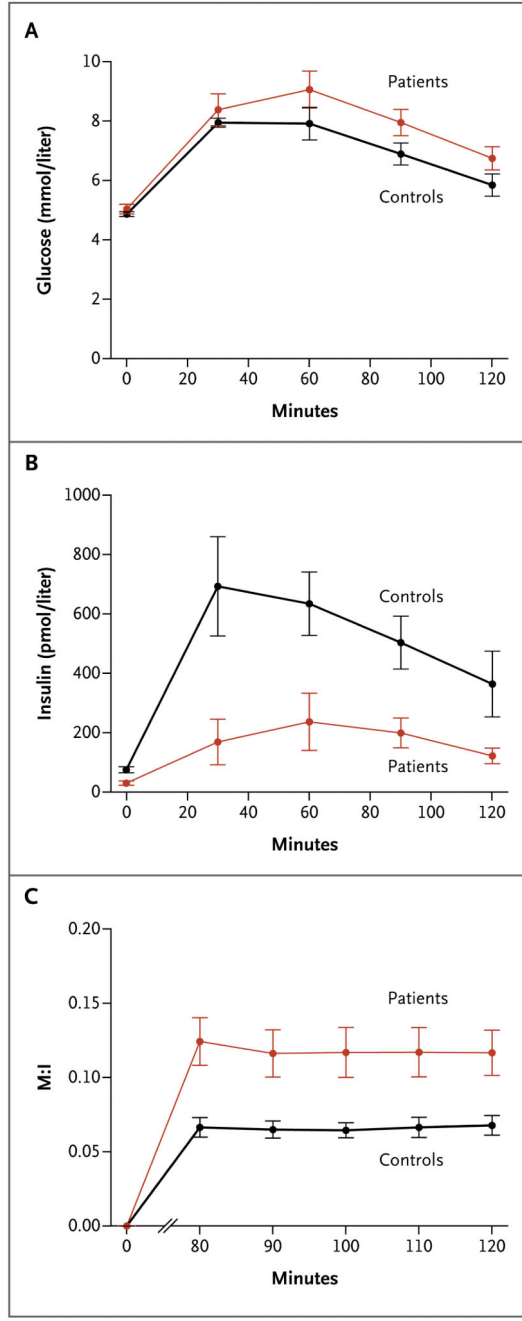 A
10
8
6
4
2
0
Glucose (mmol/liter)
Patients
Controls
0 20 40 60 80 100 120
Minutes
B
1000
800
600
400
200
0
Insulin (pmol/liter)
Controls
Patients
0 20 40 60 80 100 120
Minutes
C
0.20
0.15
0.10
0.05
0.00
M:I
Patients
Controls
0 80 90 100 110 120
Minutes